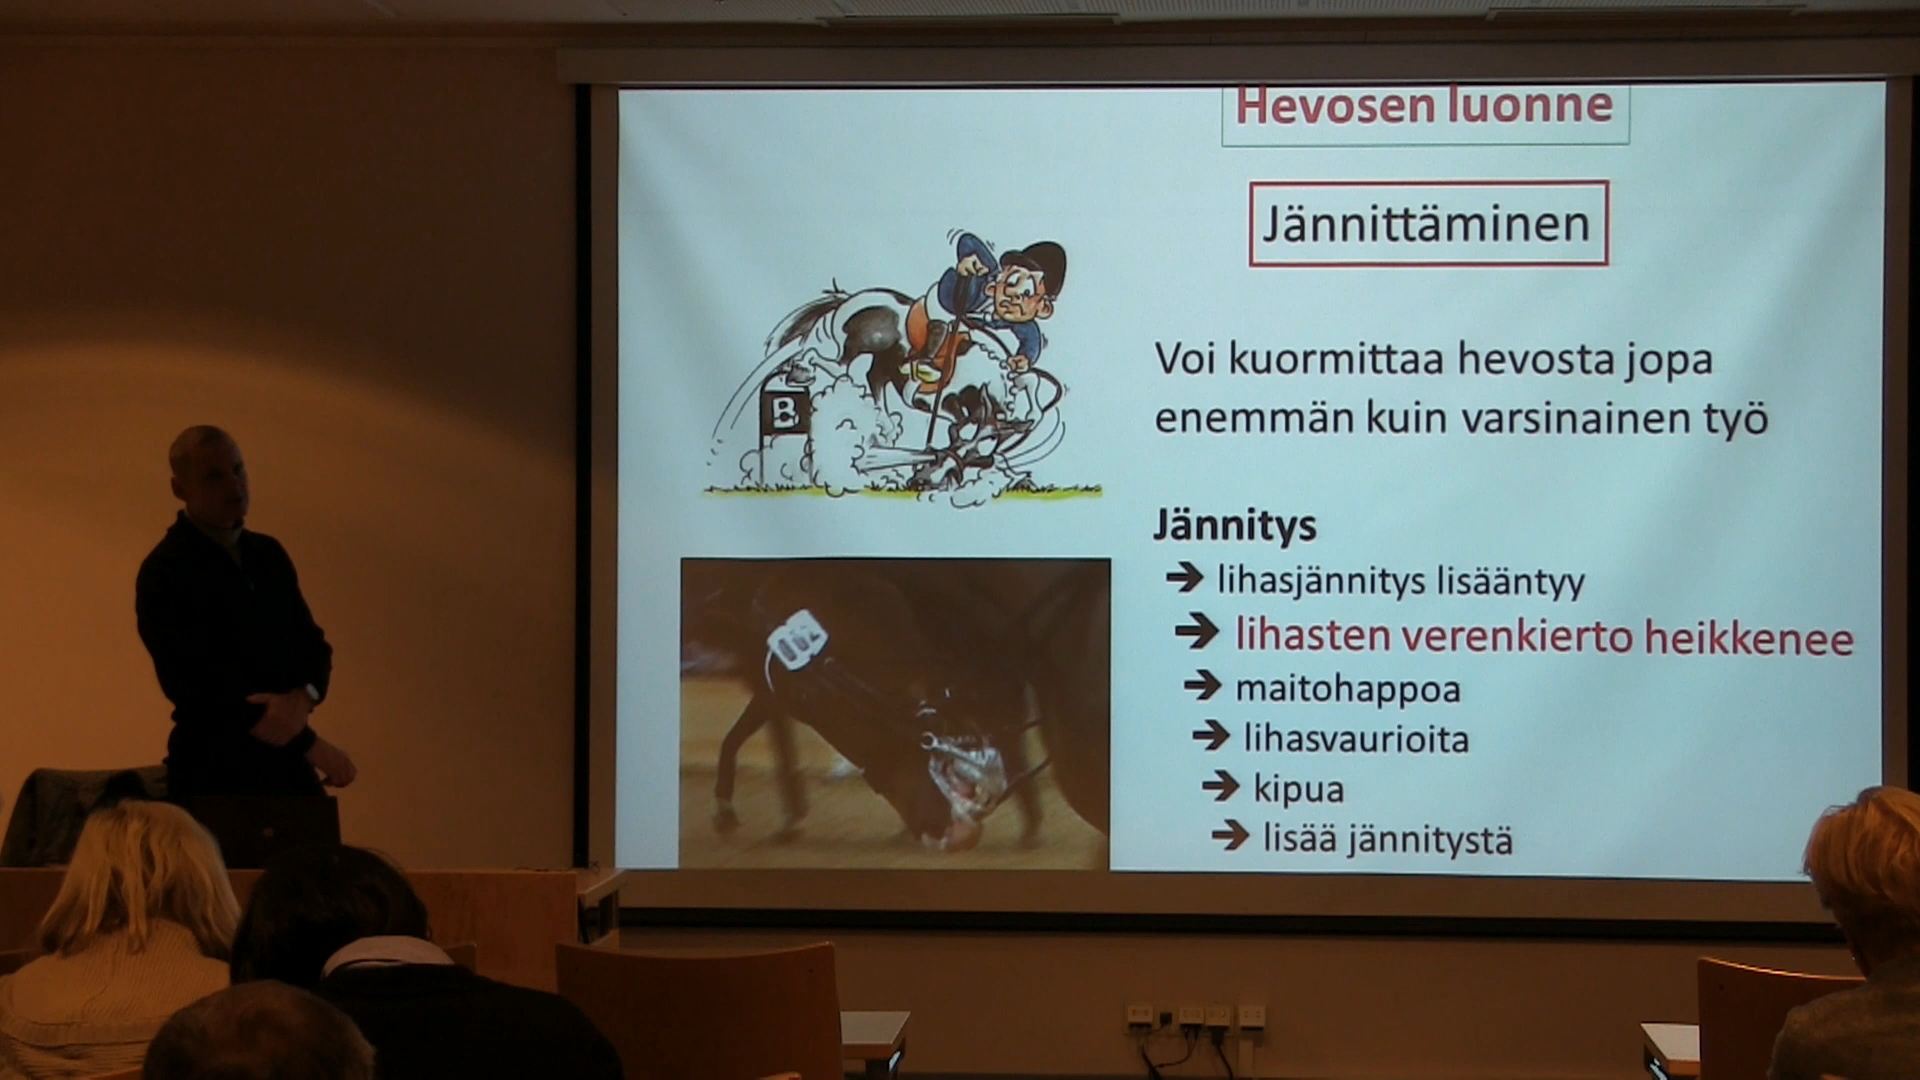 Hevosen luonne
Jännittäminen
Voi kuormittaa hevosta jopa
enemmän kuin varsinainen työ
B
Jännitys
➔ lihasjännitys lisääntyy
➔ lihasten verenkierto heikkenee
➔ maitohappoa
➔ lihasvaurioita
➔ kipua
➔ lisää jännitystä